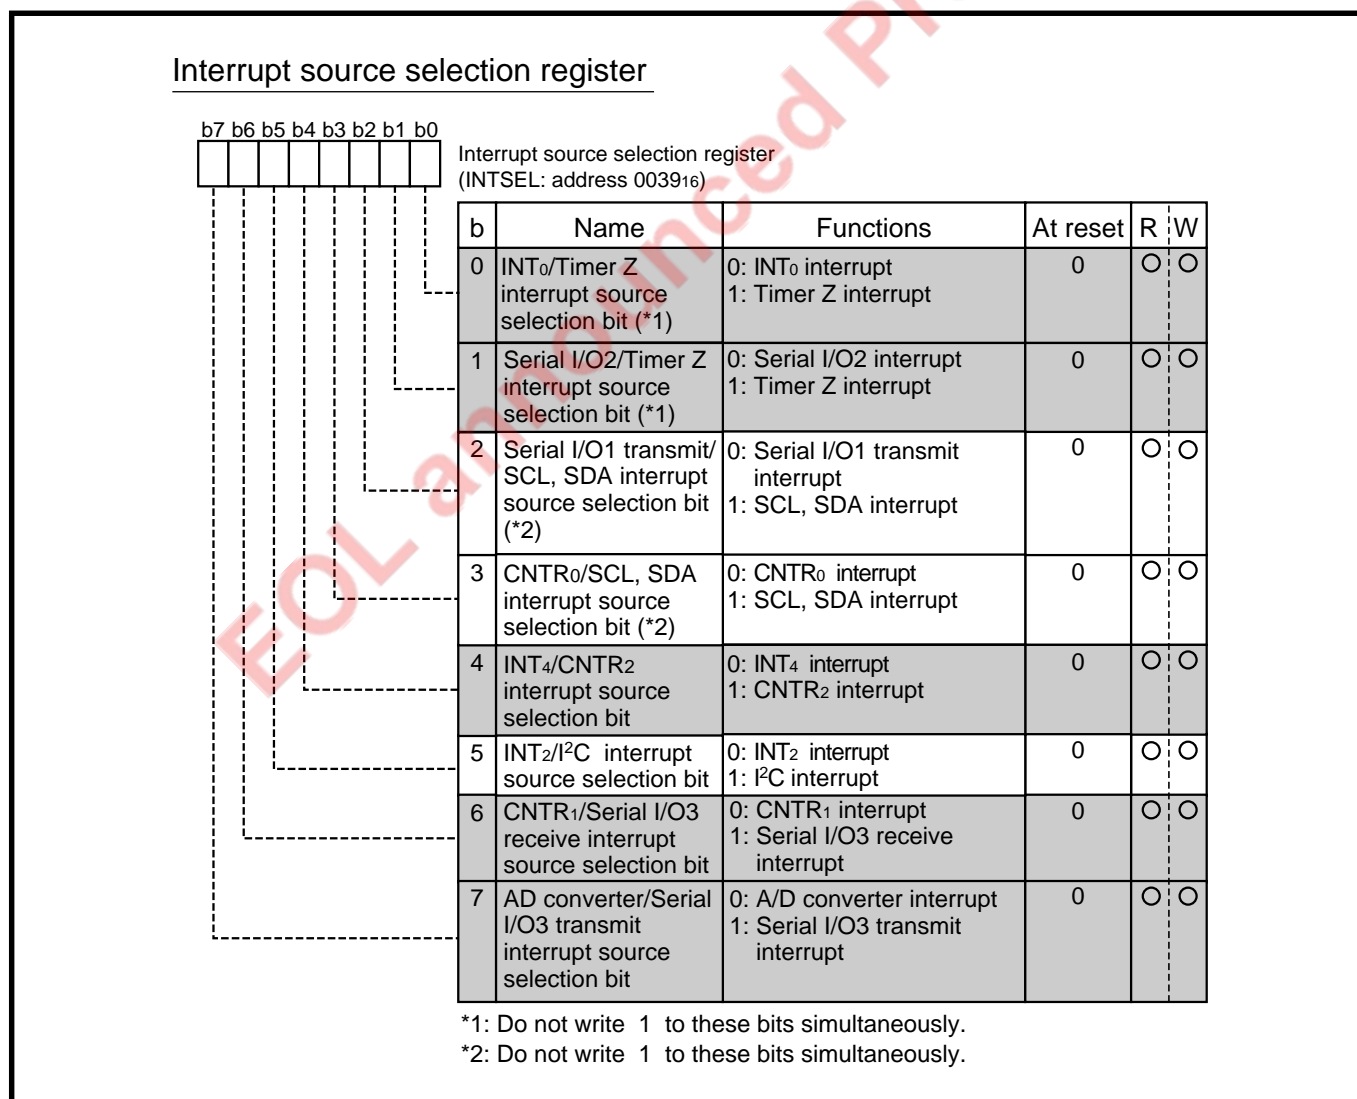 Interrupt source selection register
b7 b6 b5 b4 b3 b2 b1 b0
Interrupt source selection register
(INTSEL: address 003916)
b Name Functions At reset R W
0 INT0/Timer Z interrupt source selection bit (*1) 0: INT0 interrupt 1: Timer Z interrupt 0 O O
1 Serial I/O2/Timer Z interrupt source selection bit (*1) 0: Serial I/O2 interrupt 1: Timer Z interrupt 0 O O
2 Serial I/O1 transmit/ SCL, SDA interrupt source selection bit (*2) 0: Serial I/O1 transmit interrupt 1: SCL, SDA interrupt 0 O O
3 CNTR0/SCL, SDA interrupt source selection bit (*2) 0: CNTR0 interrupt 1: SCL, SDA interrupt 0 O O
4 INT4/CNTR2 interrupt source selection bit 0: INT4 interrupt 1: CNTR2 interrupt 0 O O
5 INT2/I²C interrupt source selection bit 0: INT2 interrupt 1: I²C interrupt 0 O O
6 CNTR1/Serial I/O3 receive interrupt source selection bit 0: CNTR1 interrupt 1: Serial I/O3 receive interrupt 0 O O
7 AD converter/Serial I/O3 transmit interrupt source selection bit 0: A/D converter interrupt 1: Serial I/O3 transmit interrupt 0 O O
*1: Do not write 1 to these bits simultaneously.
*2: Do not write 1 to these bits simultaneously.
EOL announced